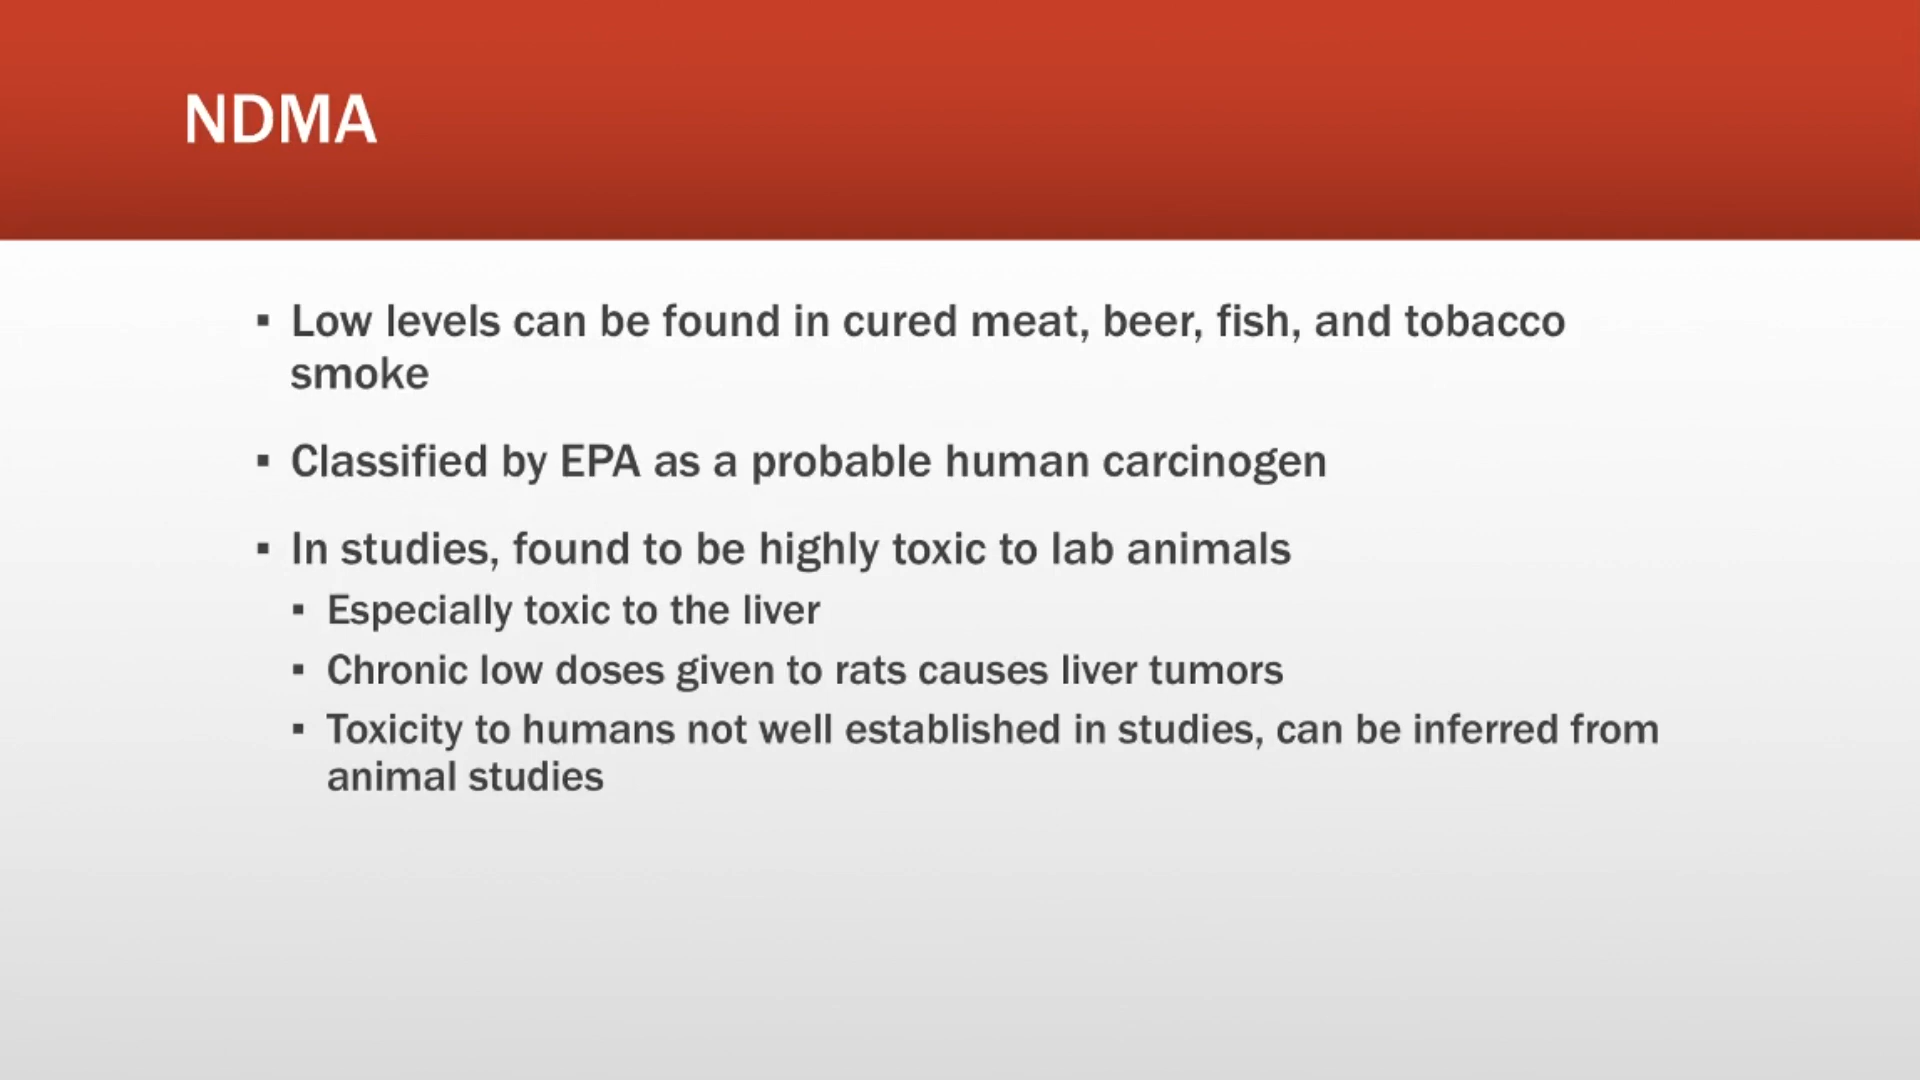 NDMA
▪ Low levels can be found in cured meat, beer, fish, and tobacco
smoke
▪ Classified by EPA as a probable human carcinogen
▪ In studies, found to be highly toxic to lab animals
▪ Especially toxic to the liver
▪ Chronic low doses given to rats causes liver tumors
▪ Toxicity to humans not well established in studies, can be inferred from
animal studies